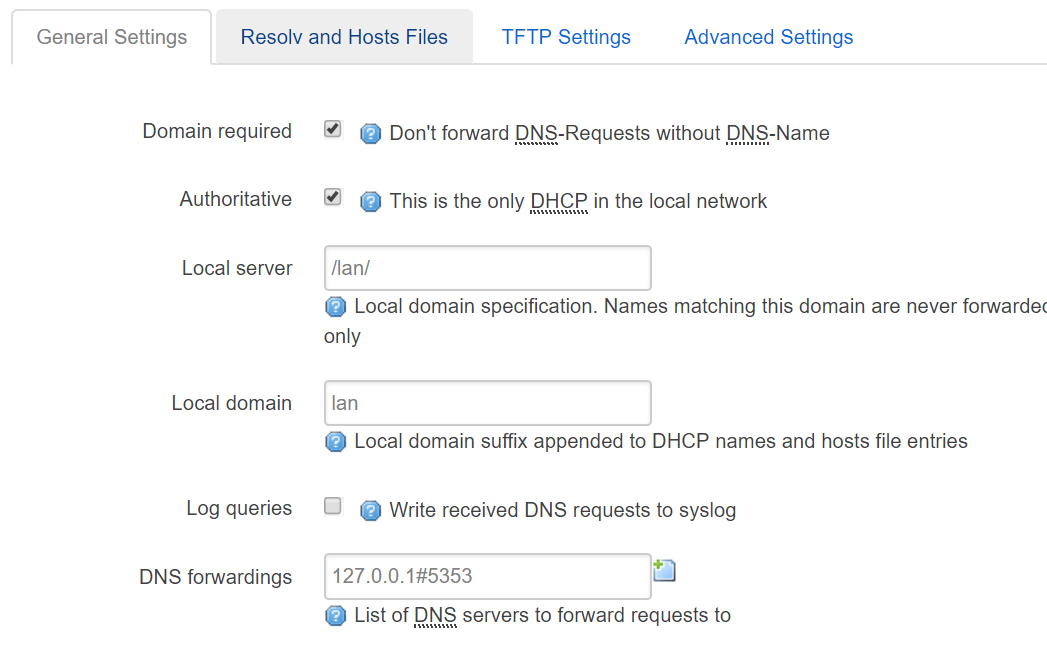 General Settings Resolv and Hosts Files TFTP Settings Advanced Settings
Domain required Don't forward DNS-Requests without DNS-Name
Authoritative This is the only DHCP in the local network
Local server /lan/
Local domain specification. Names matching this domain are never forwarded
only
Local domain lan
Local domain suffix appended to DHCP names and hosts file entries
Log queries Write received DNS requests to syslog
DNS forwardings 127.0.0.1#5353
List of DNS servers to forward requests to